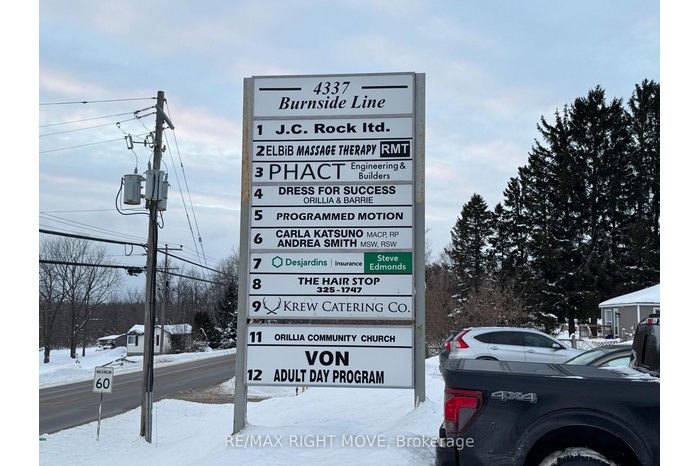 4337
Burnside Line
1 J.C. Rock ltd.
2 ELBiB MASSAGE THERAPY RMT
3 PHACT Engineering & Builders
4 DRESS FOR SUCCESS
ORILLIA & BARRIE
5 PROGRAMMED MOTION
6 CARLA KATSUNO MACP, RP
ANDREA SMITH MSW, RSW
7 Desjardins Insurance Steve Edmonds
8 THE HAIR STOP
325-1747
9 KREW CATERING CO.
11 ORILLIA COMMUNITY CHURCH
VON
12 ADULT DAY PROGRAM
MAXIMUM
60
4X4
RE/MAX RIGHT MOVE, Brokerage